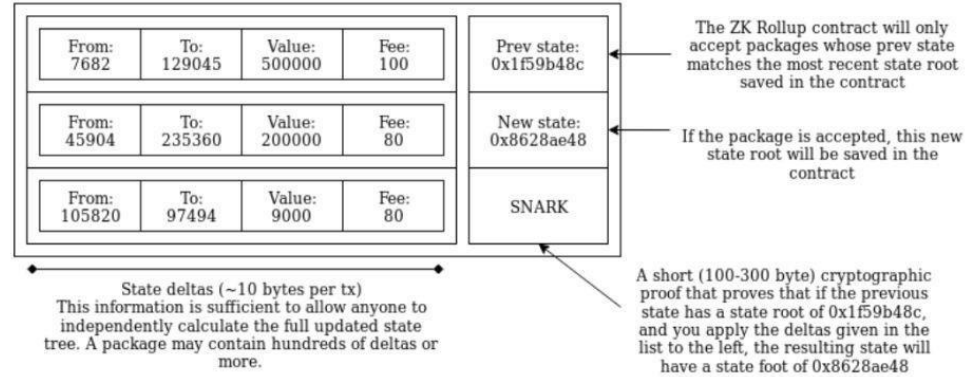 From: To: Value: Fee:
7682 129045 500000 100
From: To: Value: Fee:
45904 235360 200000 80
From: To: Value: Fee:
105820 97494 9000 80
Prev state:
0x1f59b48c
New state:
0x8628ae48
SNARK
The ZK Rollup contract will only
accept packages whose prev state
matches the most recent state root
saved in the contract
If the package is accepted, this new
state root will be saved in the
contract
State deltas (~10 bytes per tx)
This information is sufficient to allow anyone to
independently calculate the full updated state
tree. A package may contain hundreds of deltas or
more.
A short (100-300 byte) cryptographic
proof that proves that if the previous
state has a state root of 0x1f59b48c,
and you apply the deltas given in the
list to the left, the resulting state will
have a state foot of 0x8628ae48